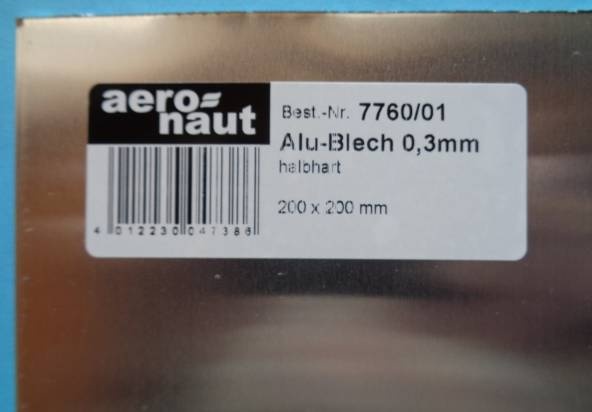 aero=
naut
Best.-Nr. 7760/01
Alu-Blech 0,3mm
halbhart
200 x 200 mm
4 012230 047386